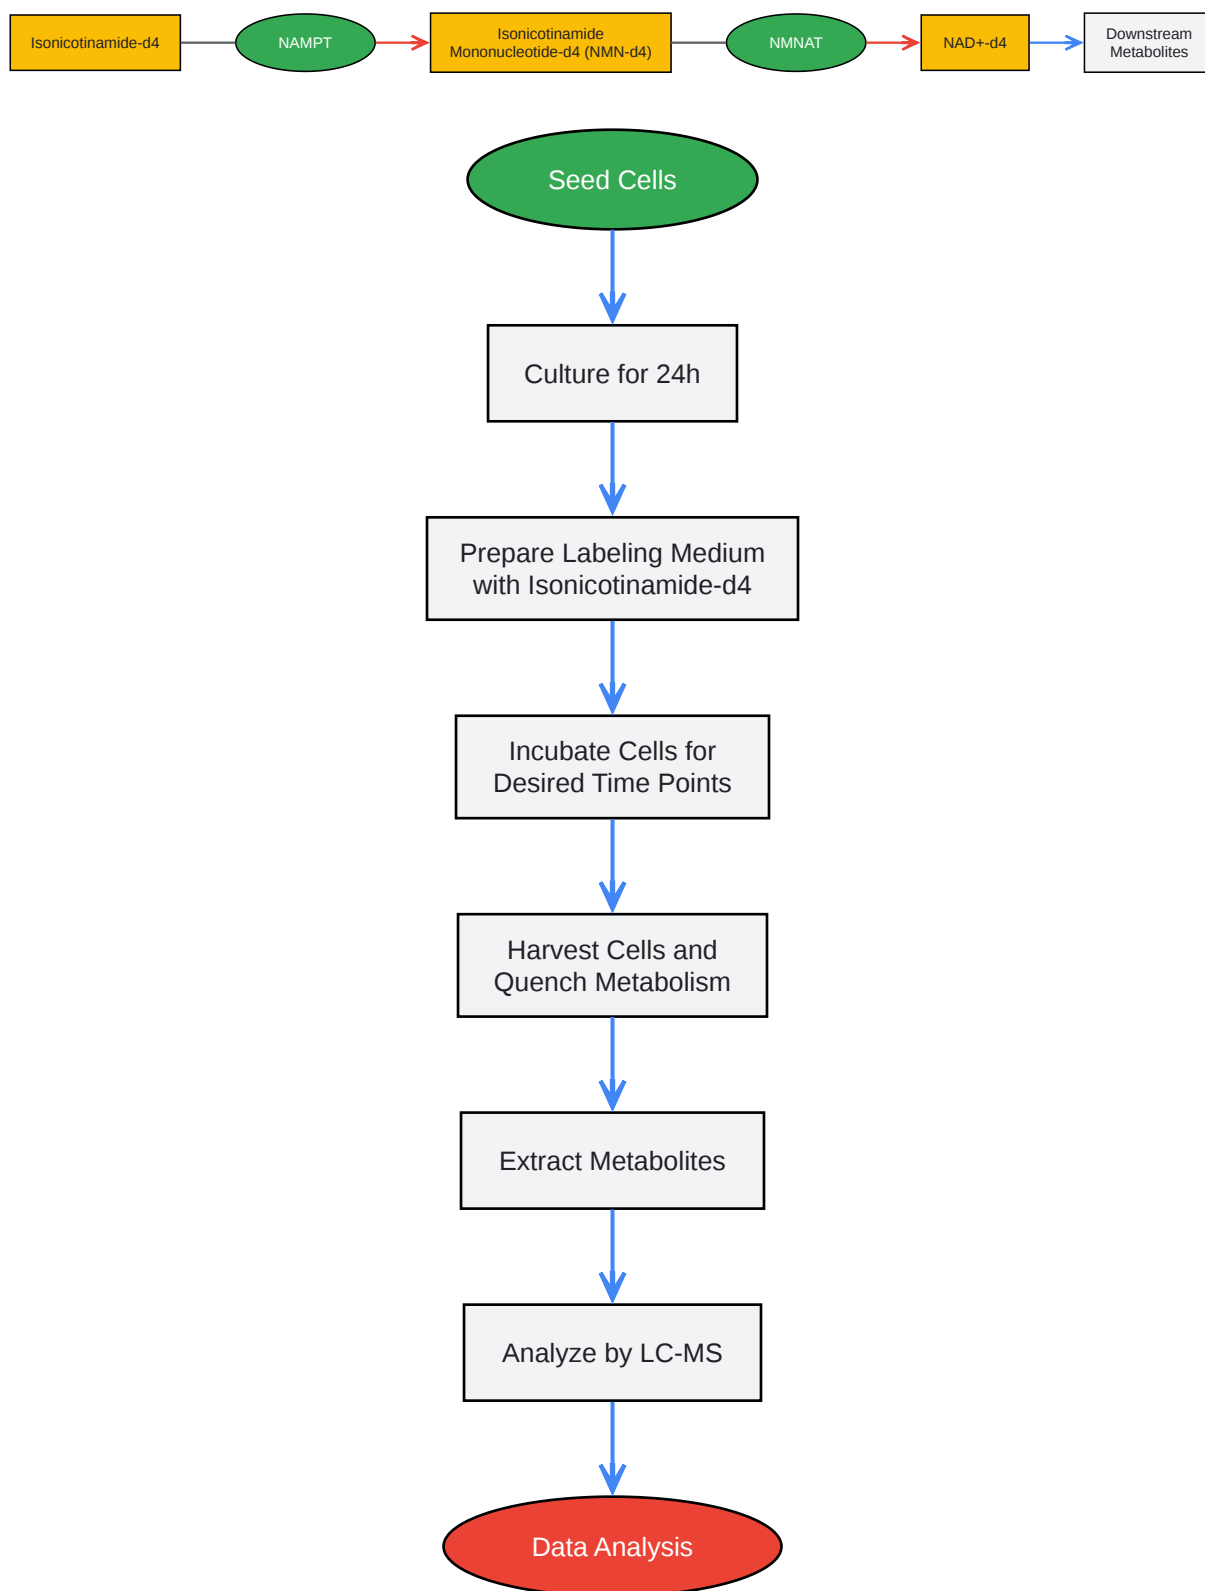 Isonicotinamide-d4
NAMPT
Isonicotinamide
Mononucleotide-d4 (NMN-d4)
NMNAT
NAD+-d4
Downstream
Metabolites
Seed Cells
Culture for 24h
Prepare Labeling Medium
with Isonicotinamide-d4
Incubate Cells for
Desired Time Points
Harvest Cells and
Quench Metabolism
Extract Metabolites
Analyze by LC-MS
Data Analysis